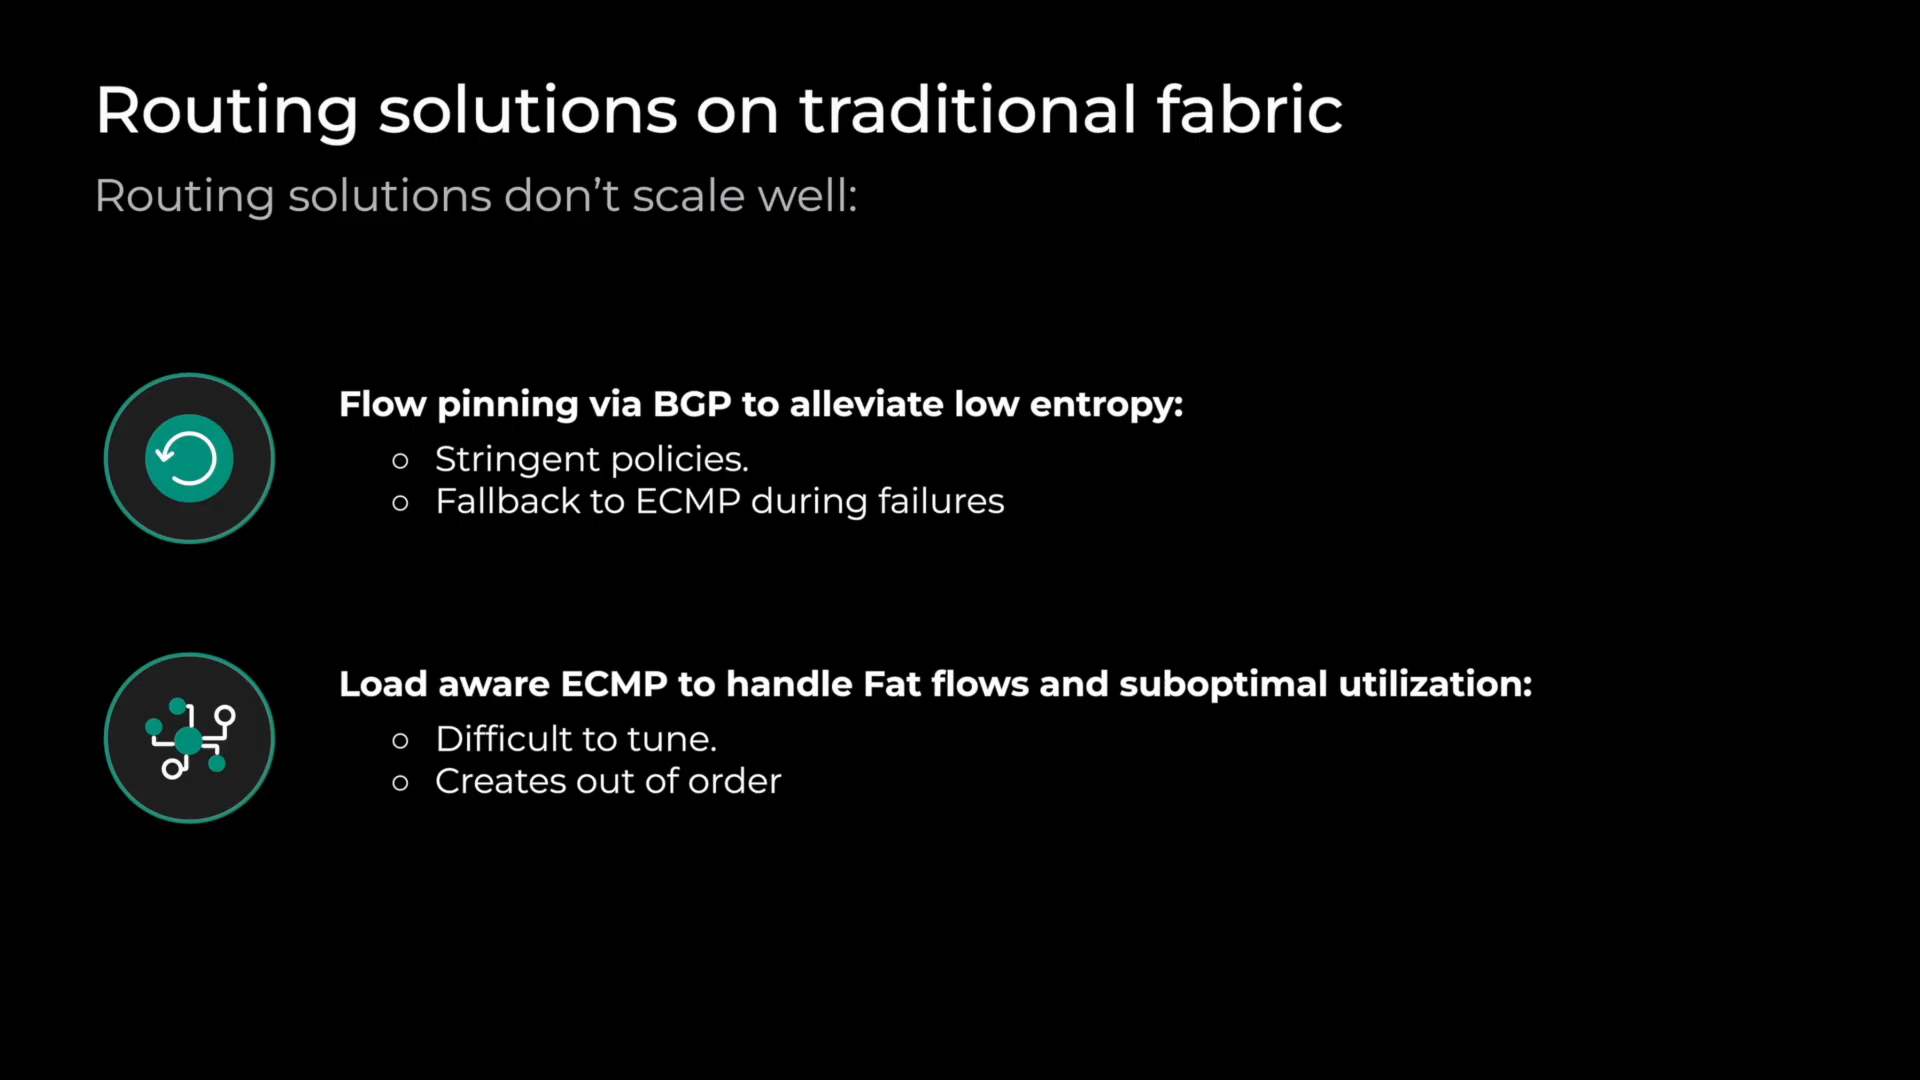 Routing solutions on traditional fabric
Routing solutions don’t scale well:
Flow pinning via BGP to alleviate low entropy:
○ Stringent policies.
○ Fallback to ECMP during failures
Load aware ECMP to handle Fat flows and suboptimal utilization:
○ Difficult to tune.
○ Creates out of order